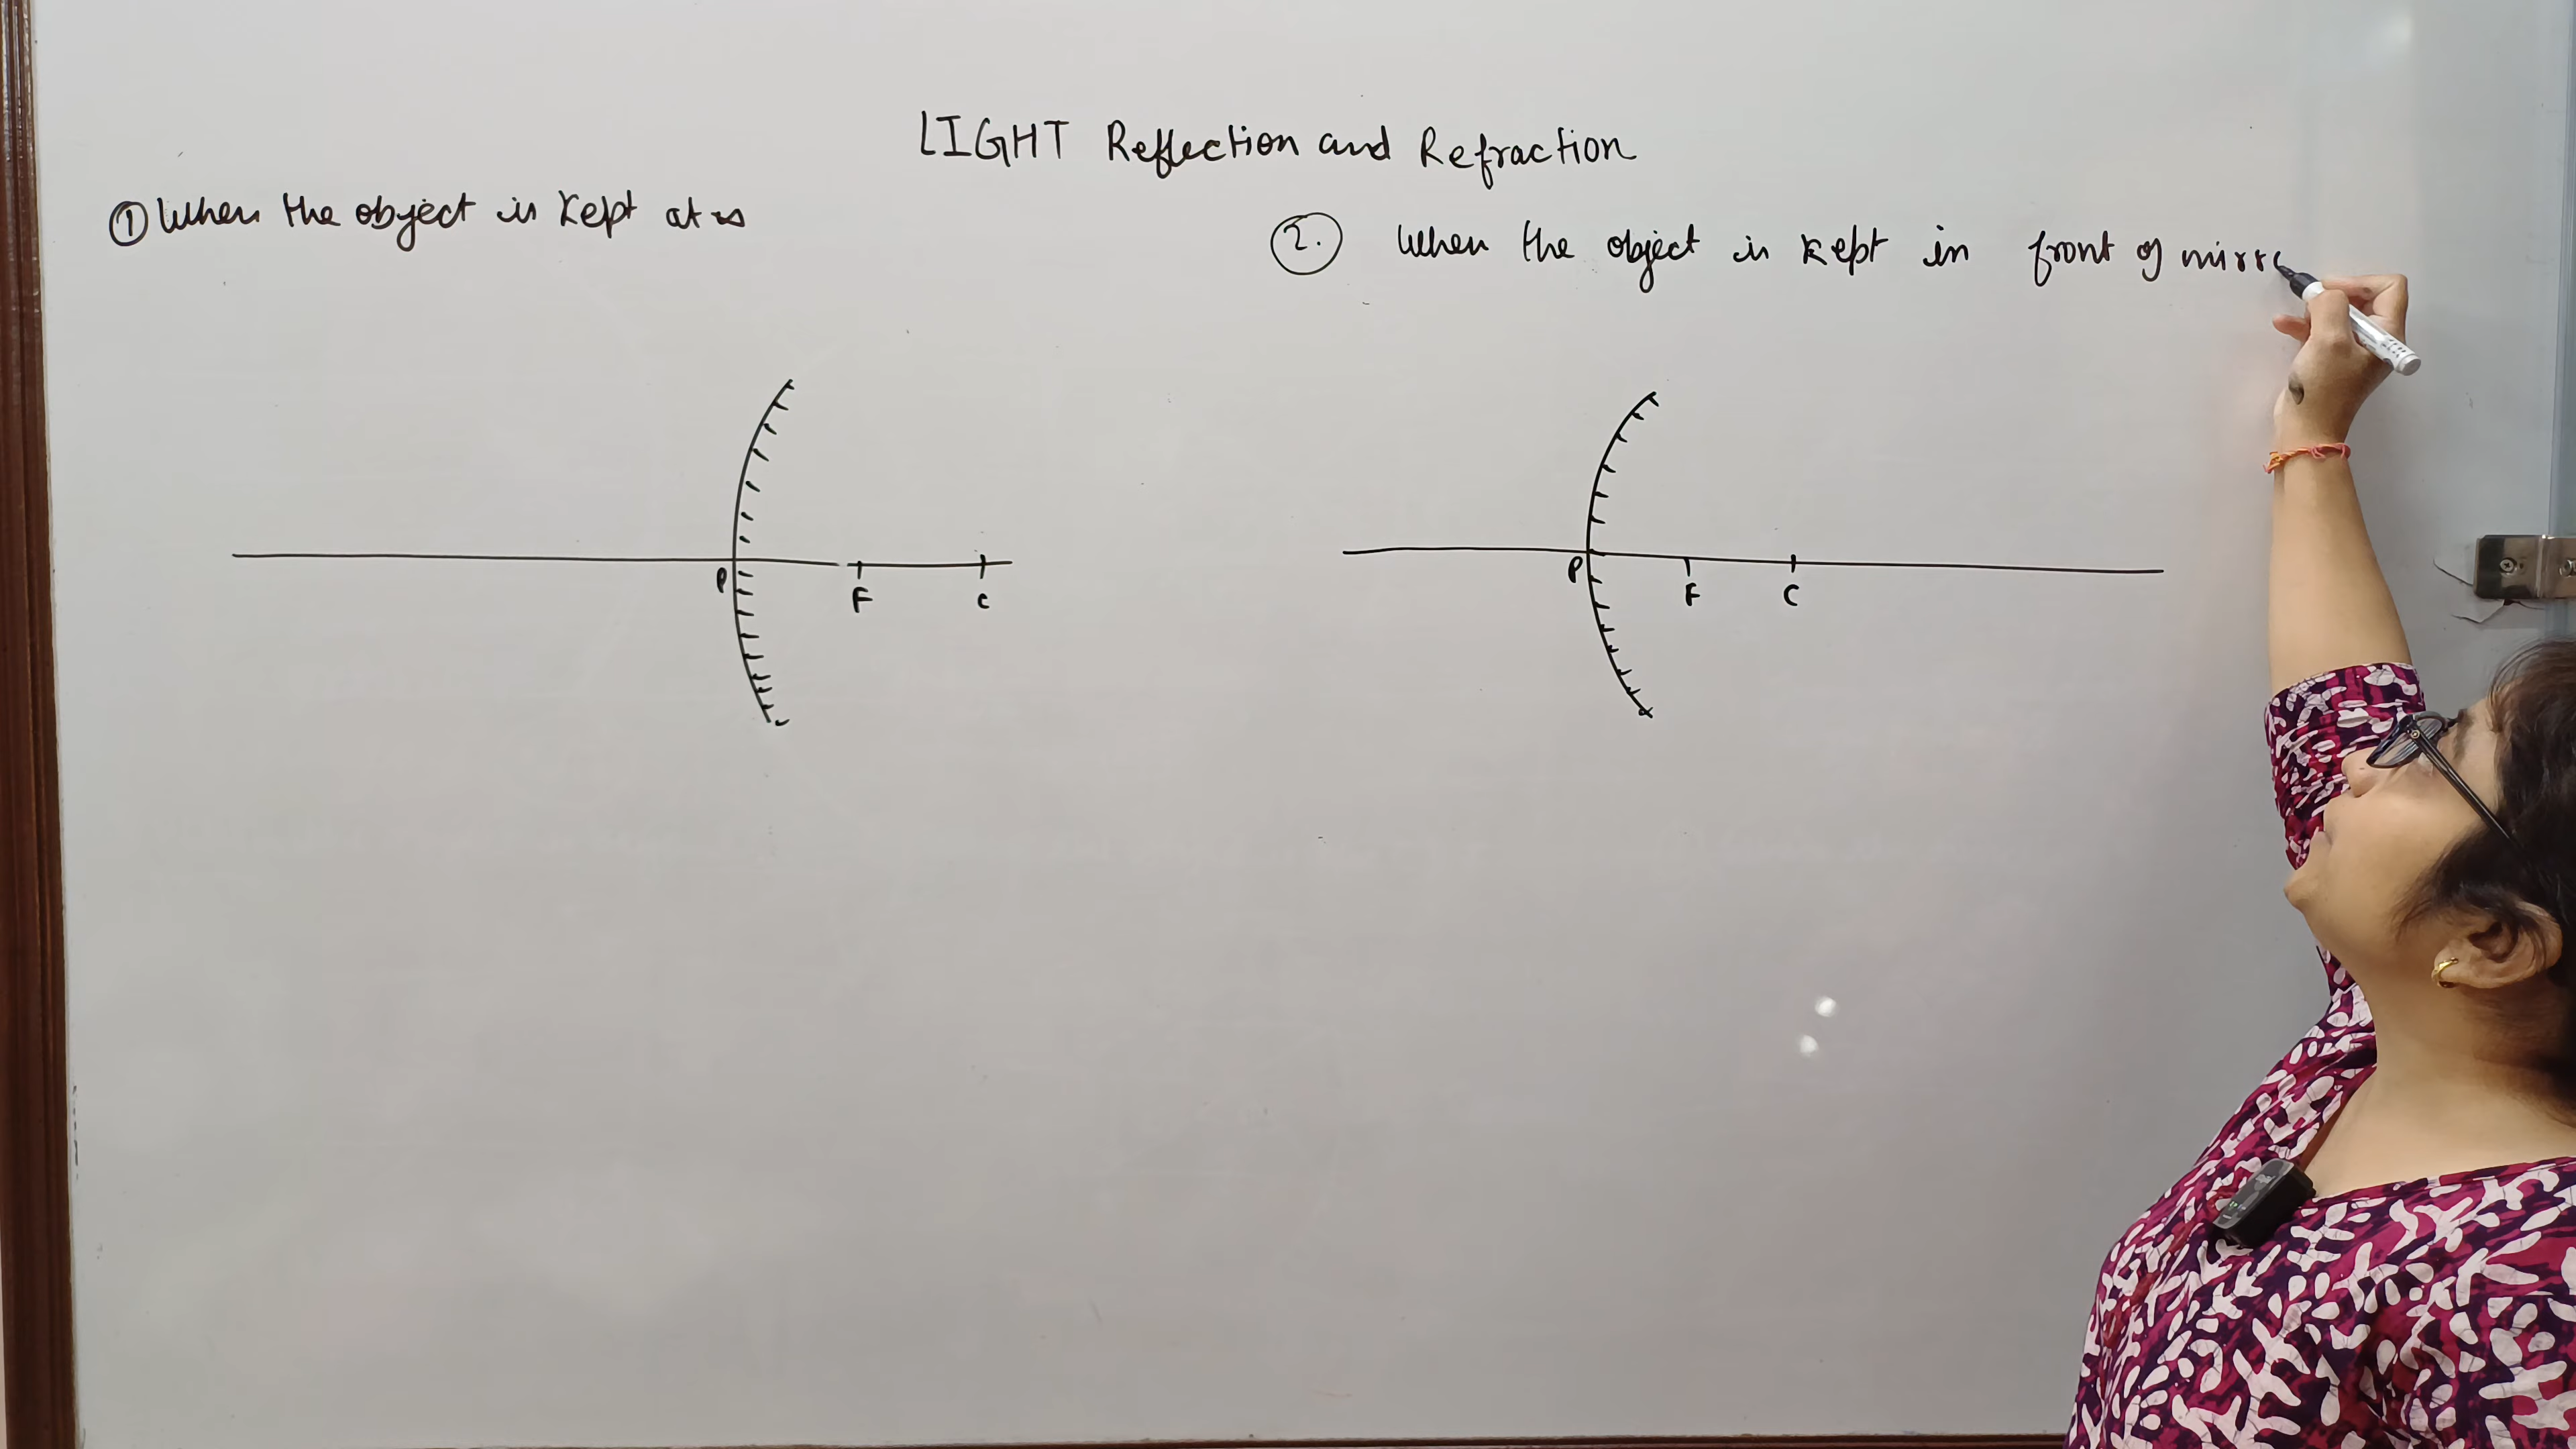 LIGHT Reflection and Refraction
① When the object is kept at ∞
②. When the object is kept in front of mirro
P F C
P F C